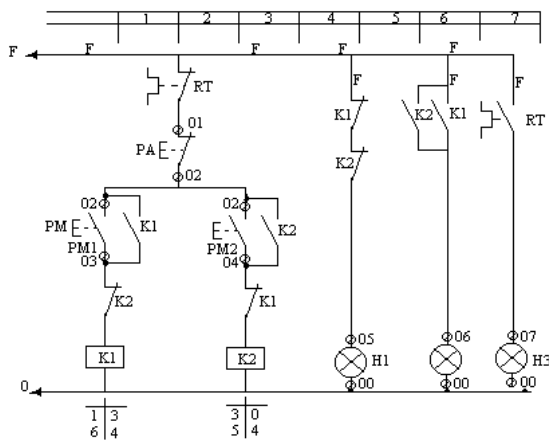 1 2 3 4 5 6 7
F F F F F
F F F
RT
K1 K2 K1 RT
01
PA
K2
02
02 02
PM K1 K2
PM1 PM2
03 04
K2 K1
05 06 07
K1 K2 H1 H3
00 00 00
0
1 3 3 0
6 4 5 4